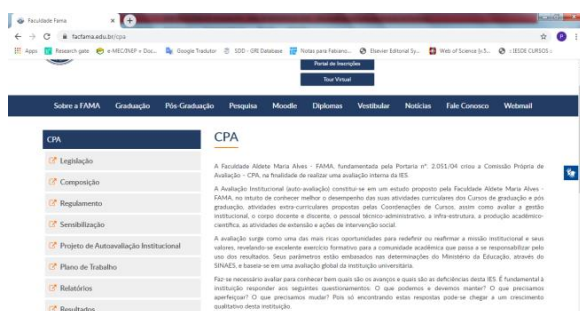 Faculdade Fama
facfama.edu.br/cpa
Apps
Research gate
e-MEC/INEP » Doc...
Google Tradutor
SDD - GRI Database
Notas para Fabiano...
Elsevier Editorial Sy...
Web of Science [v.5...
Portal de Inscrições
Tour Virtual
Sobre a FAMA Graduação Pós-Graduação Pesquisa Moodle Diplomas Vestibular Notícias Fale Conosco Webmail
CPA
Legislação
Composição
Regulamento
Sensibilização
Projeto de Autoavaliação Institucional
Plano de Trabalho
Relatórios
Resultados
CPA
A Faculdade Aldete Maria Alves - FAMA, fundamentada pela Portaria nº. 2.051/04 criou a Comissão Própria de
Avaliação - CPA, na finalidade de realizar uma avaliação interna da IES.
A Avaliação Institucional (auto-avaliação) constitui-se em um estudo proposto pela Faculdade Aldete Maria Alves -
FAMA, no intuito de conhecer melhor o desempenho das suas atividades curriculares dos Cursos de graduação e pós
graduação, atividades extra-curriculares propostas pelas Coordenações de Cursos, assim como avaliar a gestão
institucional, o corpo docente e discente, o pessoal técnico-administrativo, a infra-estrutura, a produção acadêmico-
científica, as atividades de extensão e ações de intervenção social.
A avaliação surge como uma das mais ricas oportunidades para redefinir ou reafirmar a missão institucional e seus
valores, revelando-se excelente exercício formativo para a comunidade acadêmica que passa a se responsabilizar pelo
uso dos resultados. Seus parâmetros estão embasados nas determinações do Ministério da Educação, através do
SINAES, e baseia-se em uma avaliação global da instituição universitária.
Faz-se necessário avaliar para conhecer bem quais são os avanços e quais são as deficiências desta IES. É fundamental à
instituição responder aos seguintes questionamentos: O que podemos e devemos manter? O que precisamos
aperfeiçoar? O que precisamos mudar? Pois só encontrando estas respostas pode-se chegar a um crescimento
qualitativo desta instituição.